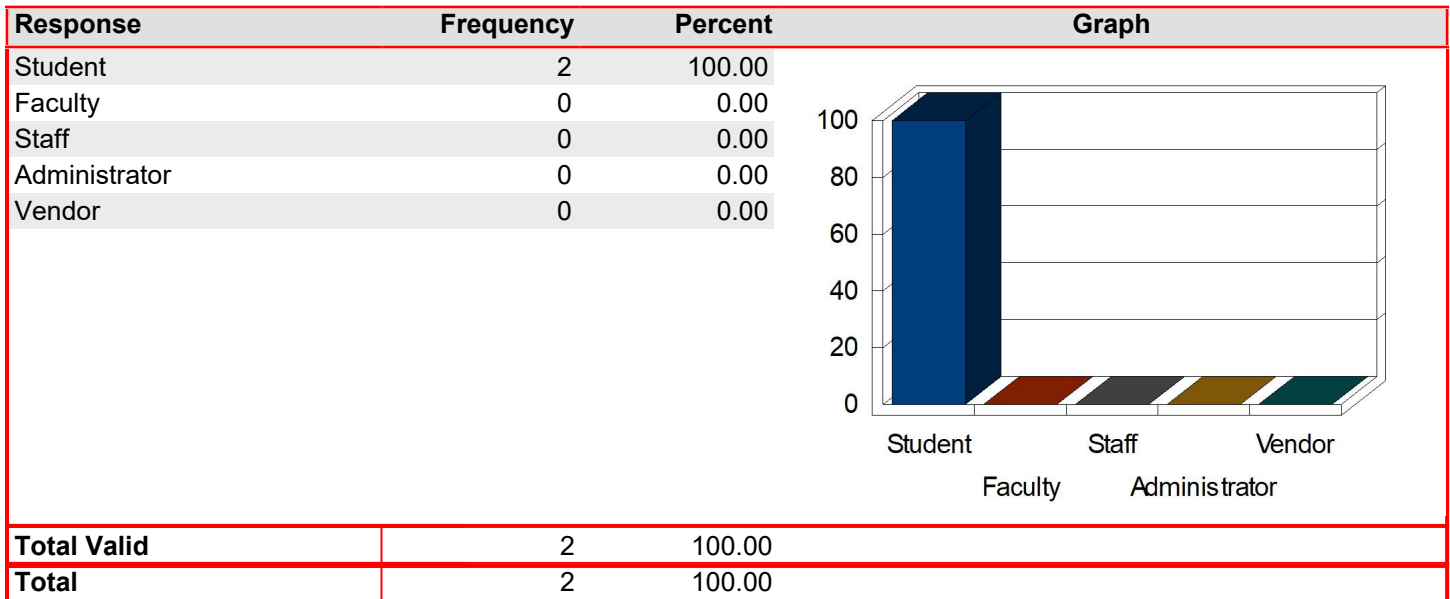 Response Frequency Percent Graph
Student 2 100.00
Faculty 0 0.00
Staff 0 0.00
Administrator 0 0.00
Vendor 0 0.00
100
80
60
40
20
0
Student Staff Vendor
Faculty Administrator
Total Valid 2 100.00
Total 2 100.00